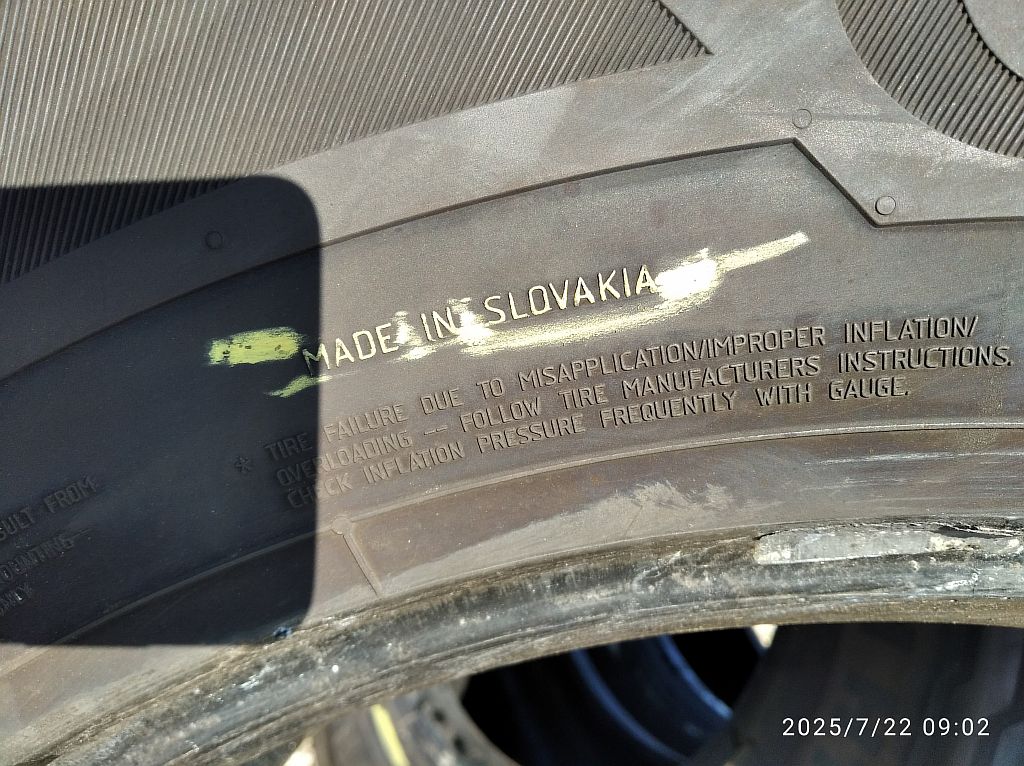 MADE IN SLOVAKIA
* TIRE FAILURE DUE TO MISAPPLICATION/IMPROPER INFLATION/
OVERLOADING — FOLLOW TIRE MANUFACTURERS INSTRUCTIONS.
CHECK INFLATION PRESSURE FREQUENTLY WITH GAUGE.
FROM
2025/7/22 09:02